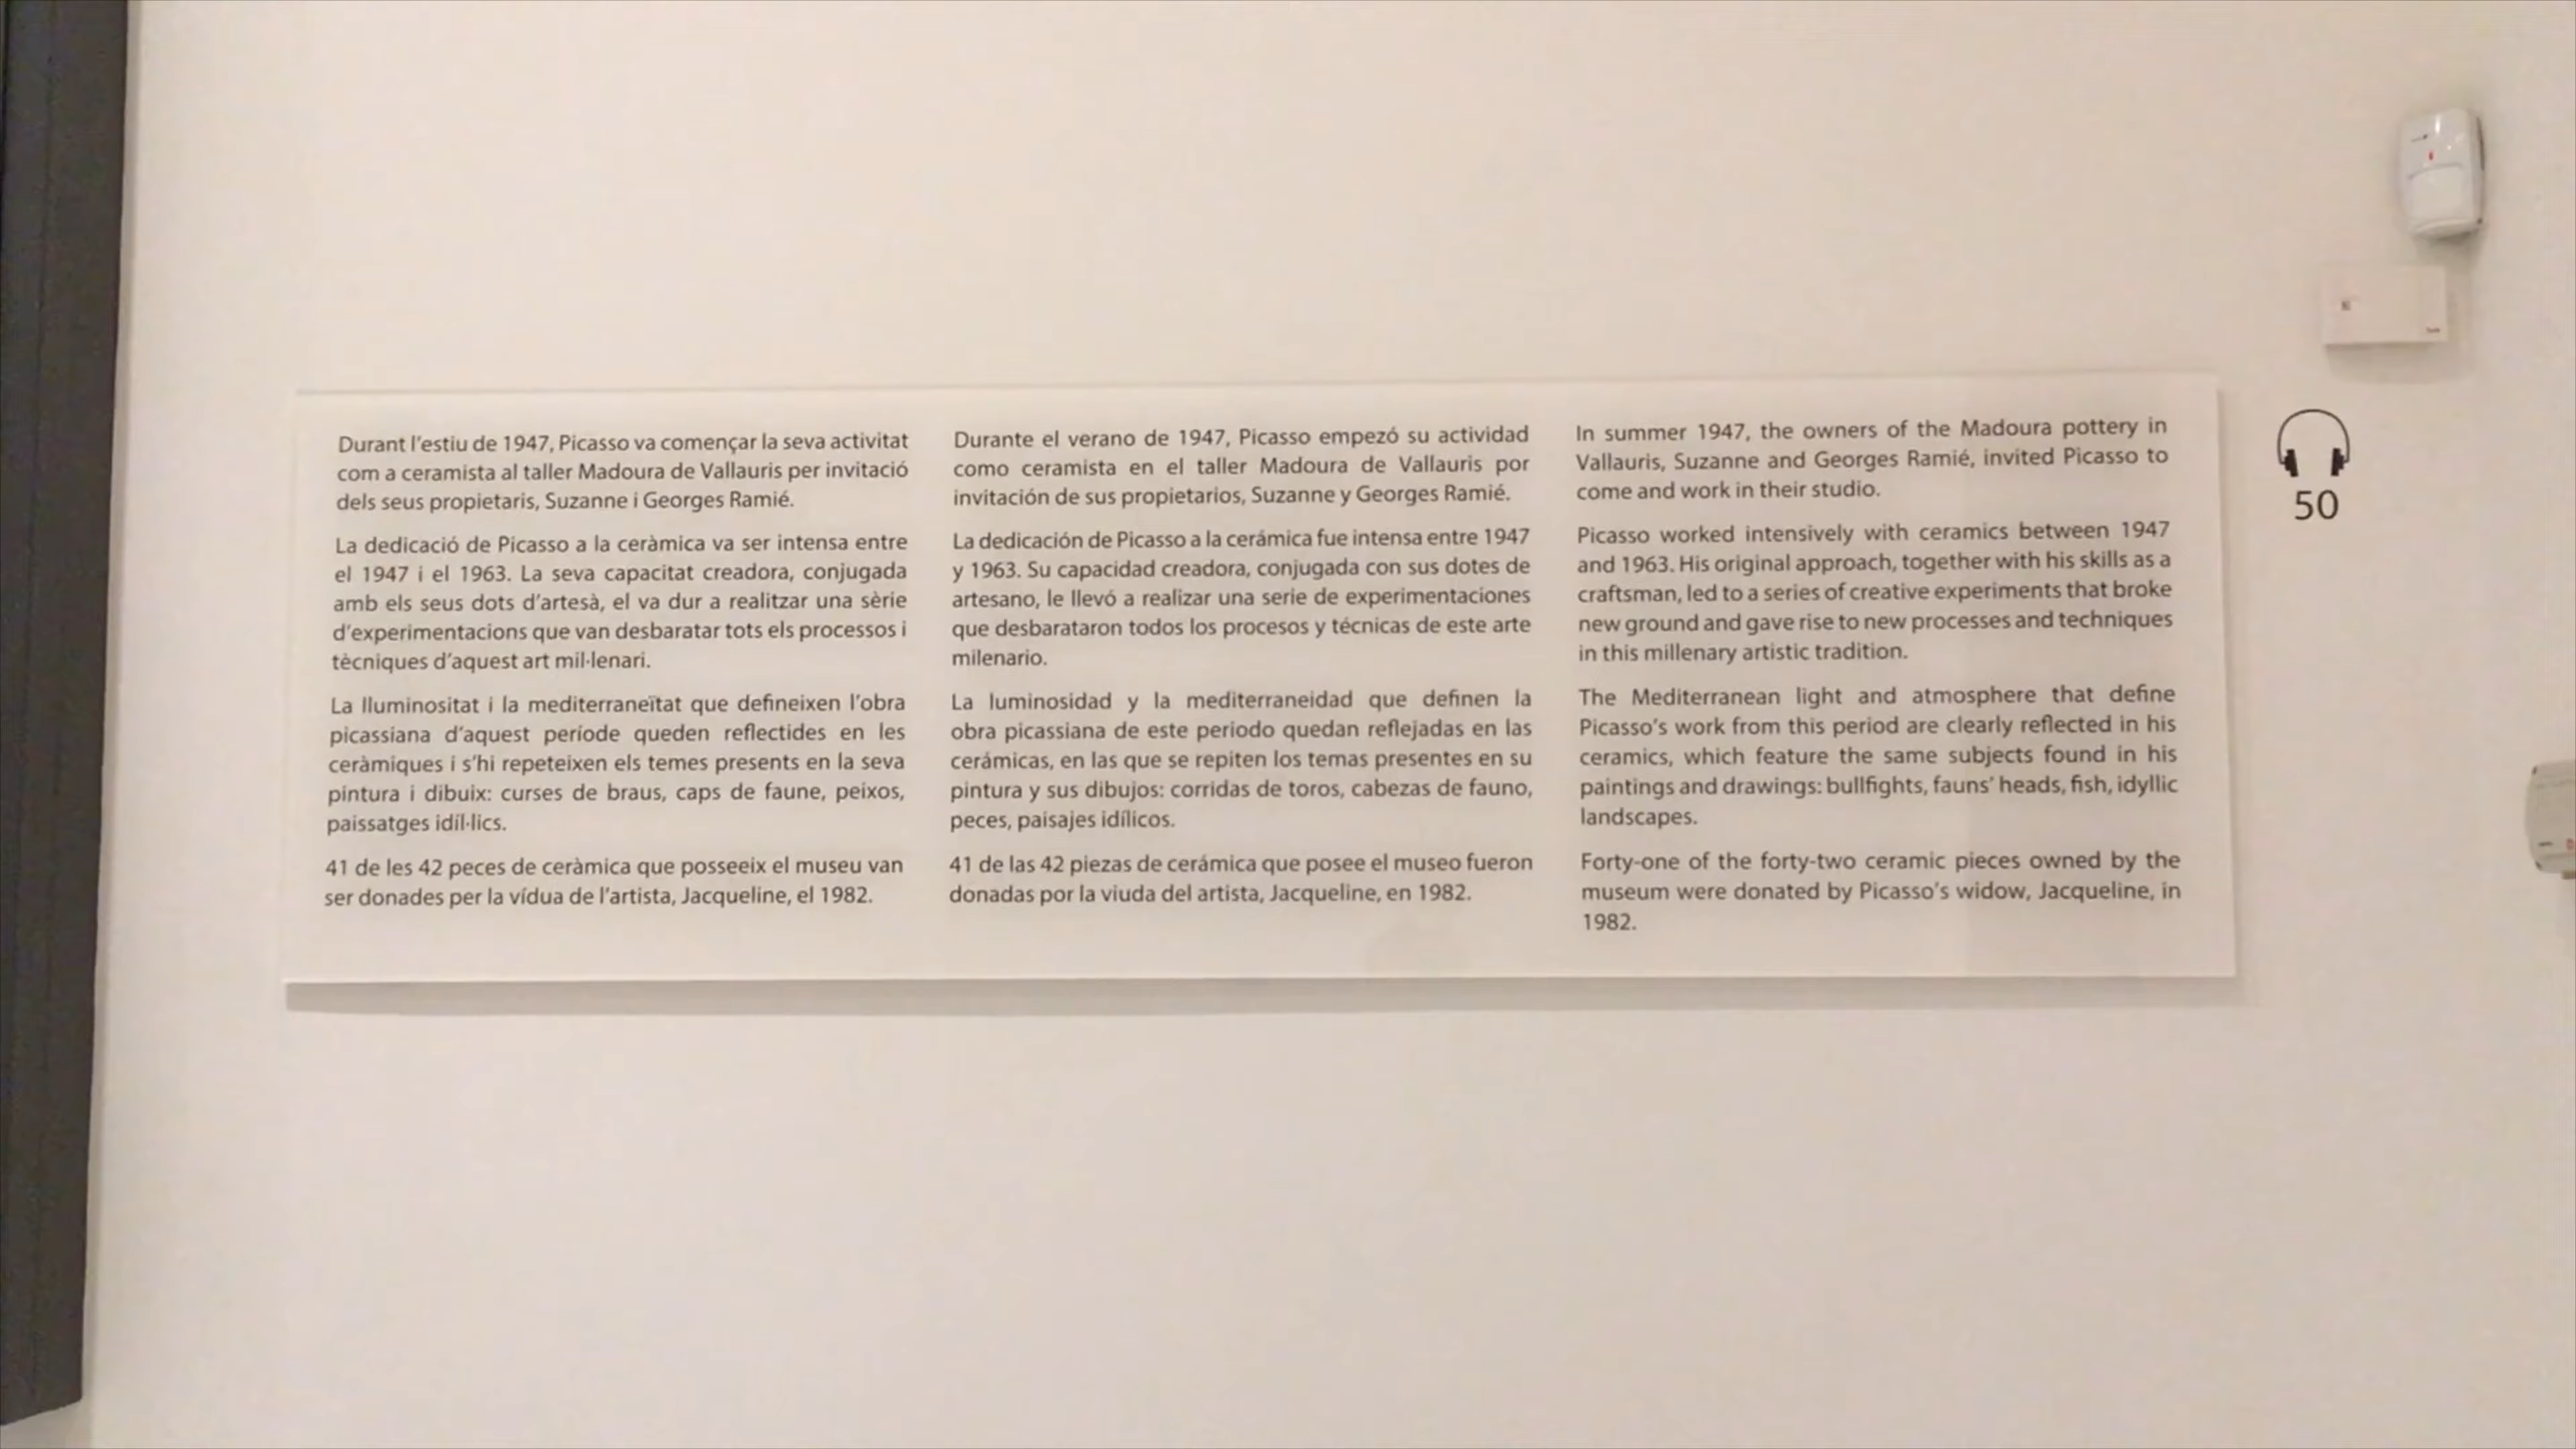 Durant l'estiu de 1947, Picasso va començar la seva activitat
com a ceramista al taller Madoura de Vallauris per invitació
dels seus propietaris, Suzanne i Georges Ramié.
La dedicació de Picasso a la ceràmica va ser intensa entre
el 1947 i el 1963. La seva capacitat creadora, conjugada
amb els seus dots d'artesà, el va dur a realitzar una sèrie
d'experimentacions que van desbaratar tots els processos i
tècniques d'aquest art mil·lenari.
La lluminositat i la mediterraneïtat que defineixen l'obra
picassiana d'aquest període queden reflectides en les
ceràmiques i s'hi repeteixen els temes presents en la seva
pintura i dibuix: curses de braus, caps de faune, peixos,
paissatges idíl·lics.
41 de les 42 peces de ceràmica que posseeix el museu van
ser donades per la vídua de l'artista, Jacqueline, el 1982.
Durante el verano de 1947, Picasso empezó su actividad
como ceramista en el taller Madoura de Vallauris por
invitación de sus propietarios, Suzanne y Georges Ramié.
La dedicación de Picasso a la cerámica fue intensa entre 1947
y 1963. Su capacidad creadora, conjugada con sus dotes de
artesano, le llevó a realizar una serie de experimentaciones
que desbarataron todos los procesos y técnicas de este arte
milenario.
La luminosidad y la mediterraneidad que definen la
obra picassiana de este periodo quedan reflejadas en las
cerámicas, en las que se repiten los temas presentes en su
pintura y sus dibujos: corridas de toros, cabezas de fauno,
peces, paisajes idílicos.
41 de las 42 piezas de cerámica que posee el museo fueron
donadas por la viuda del artista, Jacqueline, en 1982.
In summer 1947, the owners of the Madoura pottery in
Vallauris, Suzanne and Georges Ramié, invited Picasso to
come and work in their studio.
Picasso worked intensively with ceramics between 1947
and 1963. His original approach, together with his skills as a
craftsman, led to a series of creative experiments that broke
new ground and gave rise to new processes and techniques
in this millenary artistic tradition.
The Mediterranean light and atmosphere that define
Picasso's work from this period are clearly reflected in his
ceramics, which feature the same subjects found in his
paintings and drawings: bullfights, fauns' heads, fish, idyllic
landscapes.
Forty-one of the forty-two ceramic pieces owned by the
museum were donated by Picasso's widow, Jacqueline, in
1982.
50